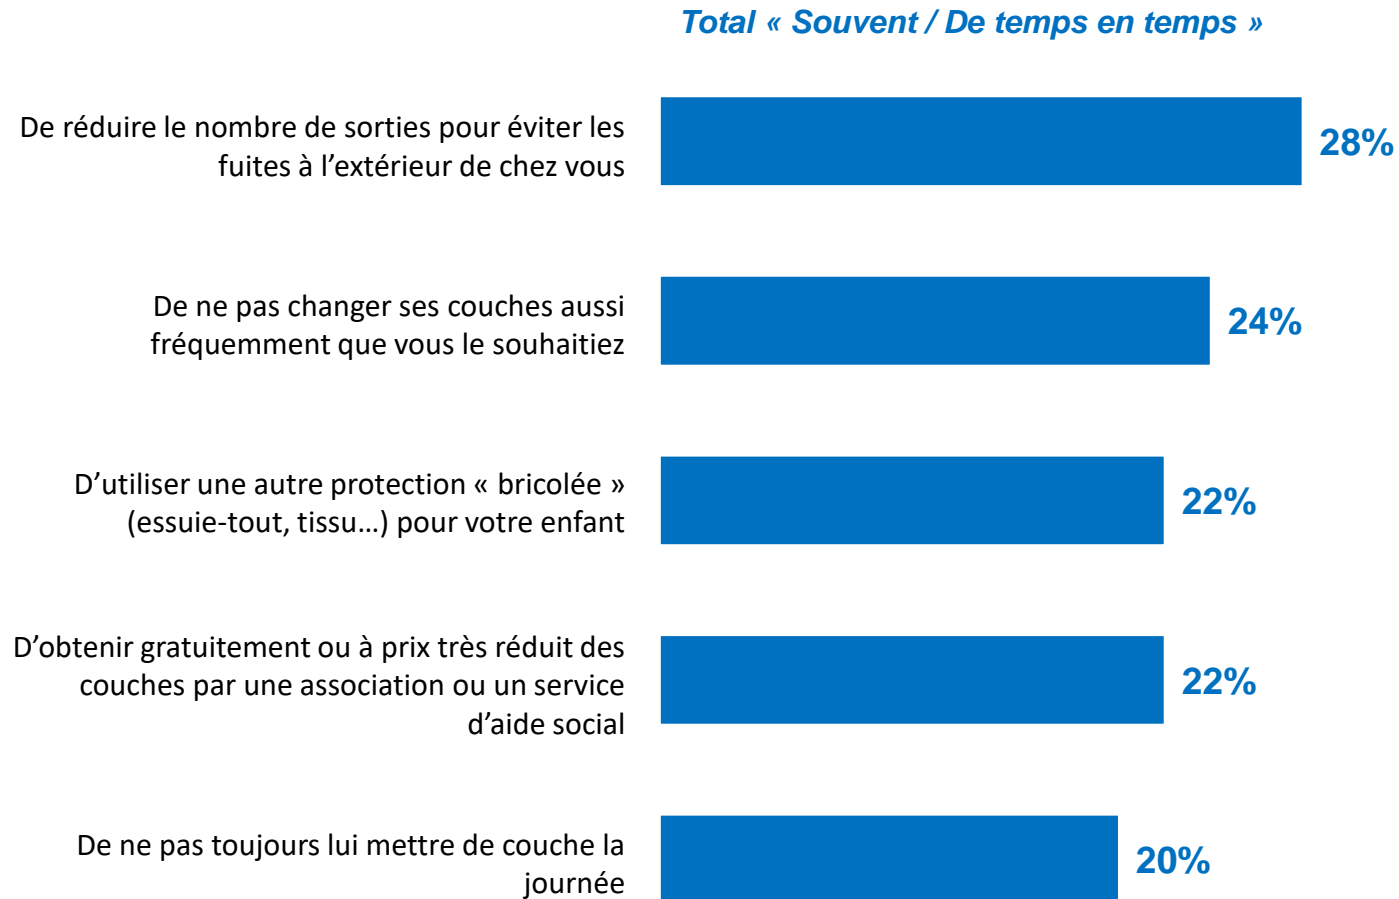 Total « Souvent / De temps en temps »
De réduire le nombre de sorties pour éviter les
fuites à l’extérieur de chez vous
28%
De ne pas changer ses couches aussi
fréquemment que vous le souhaitiez
24%
D’utiliser une autre protection « bricolée »
(essuie-tout, tissu…) pour votre enfant
22%
D’obtenir gratuitement ou à prix très réduit des
couches par une association ou un service
d’aide social
22%
De ne pas toujours lui mettre de couche la
journée
20%